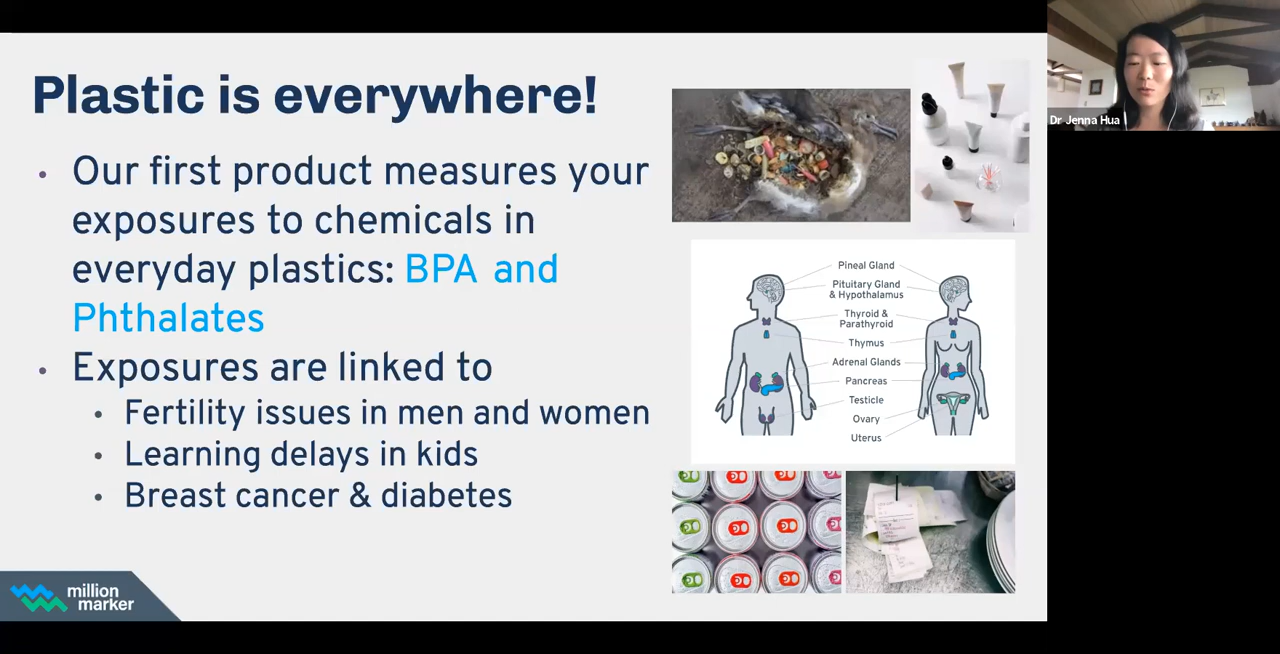 Plastic is everywhere!
• Our first product measures your
exposures to chemicals in
everyday plastics: BPA and
Phthalates
• Exposures are linked to
• Fertility issues in men and women
• Learning delays in kids
• Breast cancer & diabetes
million
marker
Pineal Gland
Pituitary Gland
& Hypothalamus
Thyroid &
Parathyroid
Thymus
Adrenal Glands
Pancreas
Testicle
Ovary
Uterus
Dr Jenna Hua